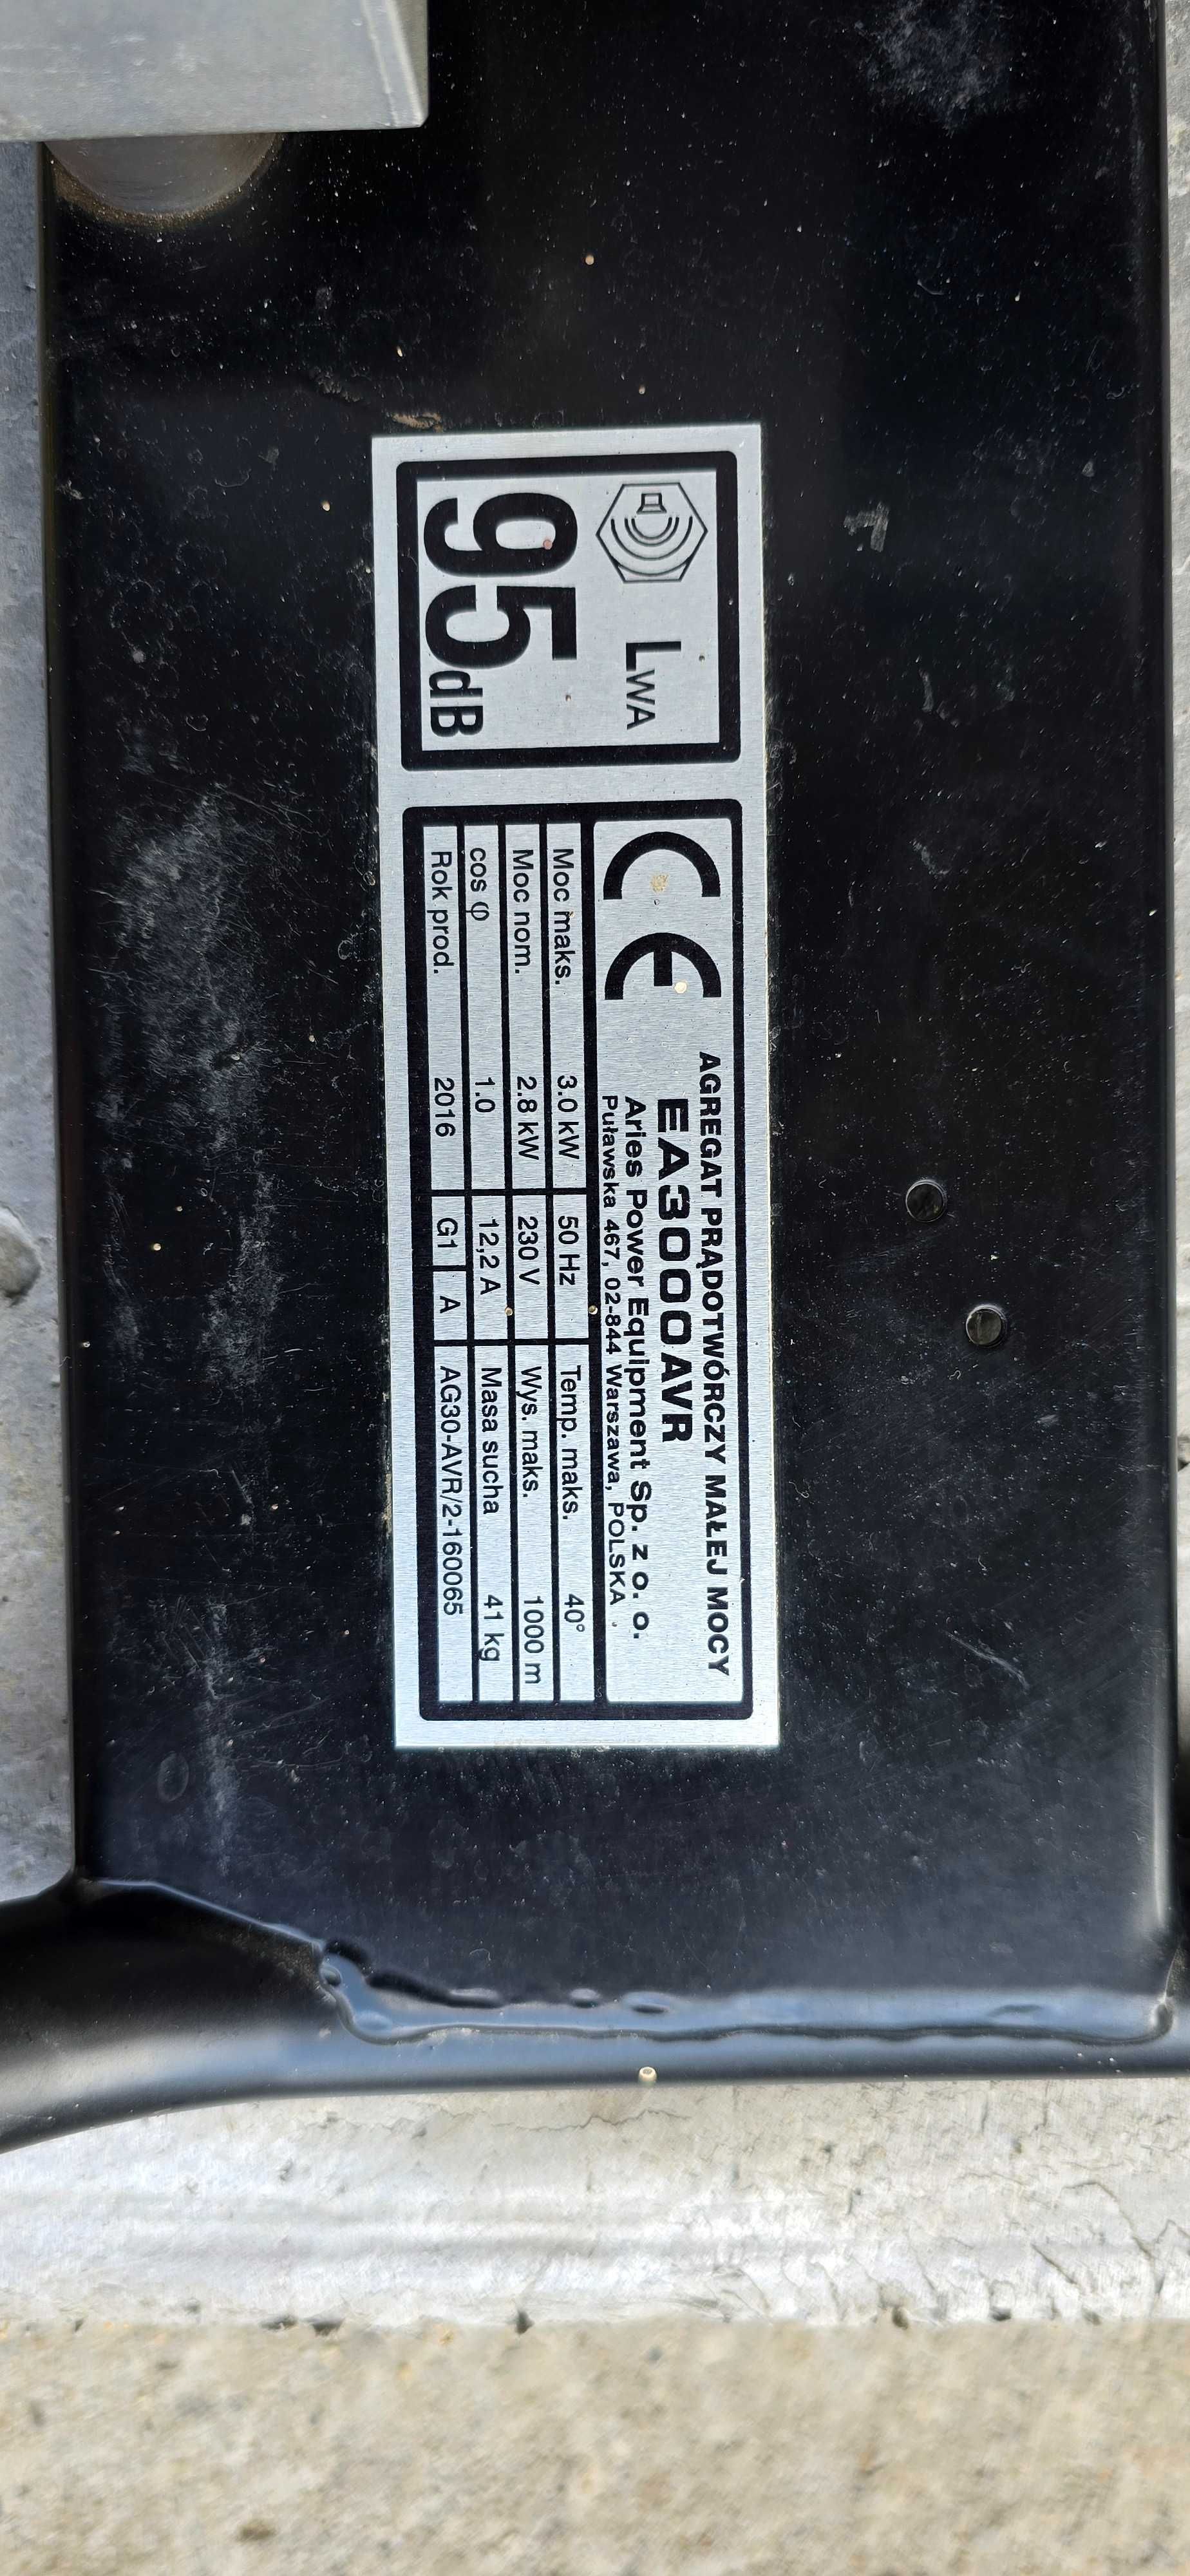 LWA
95dB
CE
AGREGAT PRĄDOTWÓRCZY MAŁEJ MOCY
EA3000AVR
Aries Power Equipment Sp. z o. o.
Puławska 467, 02-844 Warszawa, POLSKA
Moc maks. 3.0 kW 50 Hz Temp. maks. 40°
Moc nom. 2.8 kW 230 V Wys. maks. 1000 m
cos φ 1.0 12,2 A Masa sucha 41 kg
Rok prod. 2016 G1 A AG30-AVR/2-160065